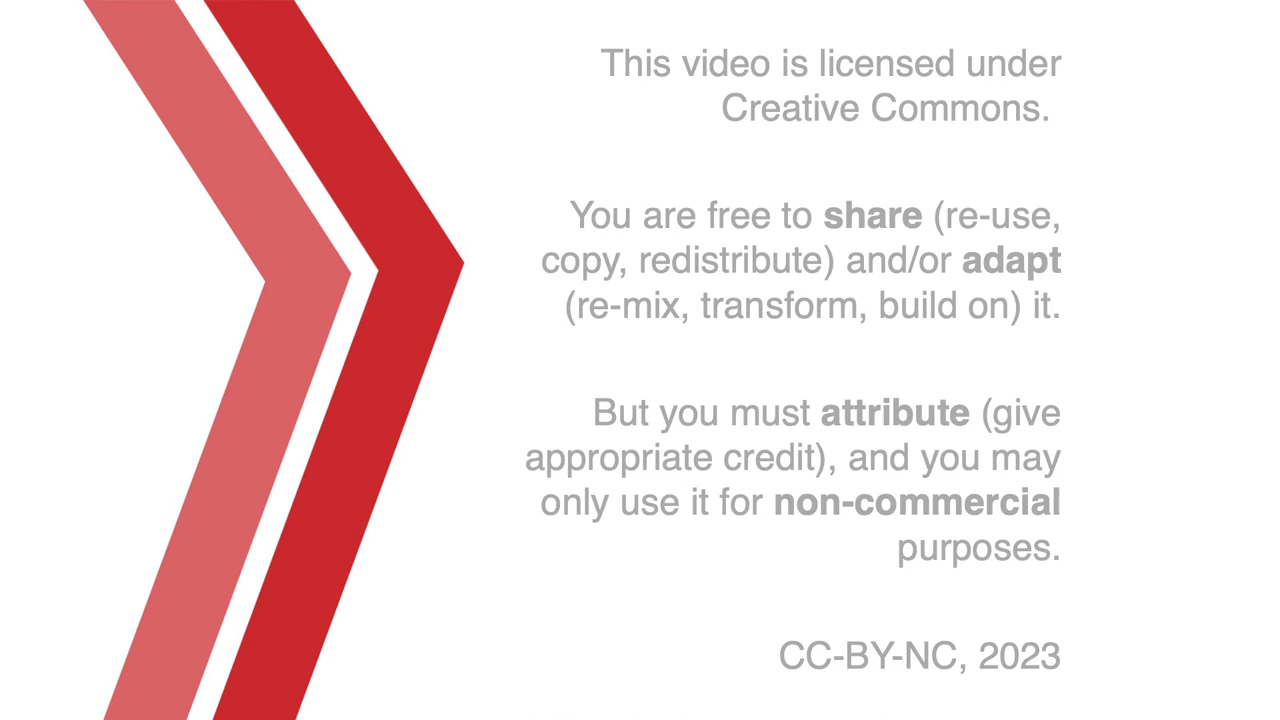 This video is licensed under
Creative Commons.
You are free to share (re-use,
copy, redistribute) and/or adapt
(re-mix, transform, build on) it.
But you must attribute (give
appropriate credit), and you may
only use it for non-commercial
purposes.
CC-BY-NC, 2023